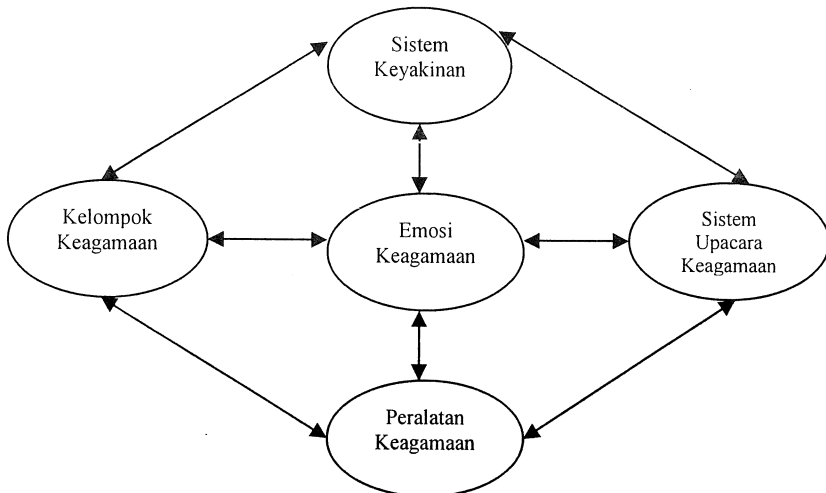 Sistem
Keyakinan
Kelompok
Keagamaan
Emosi
Keagamaan
Sistem
Upacara
Keagamaan
Peralatan
Keagamaan